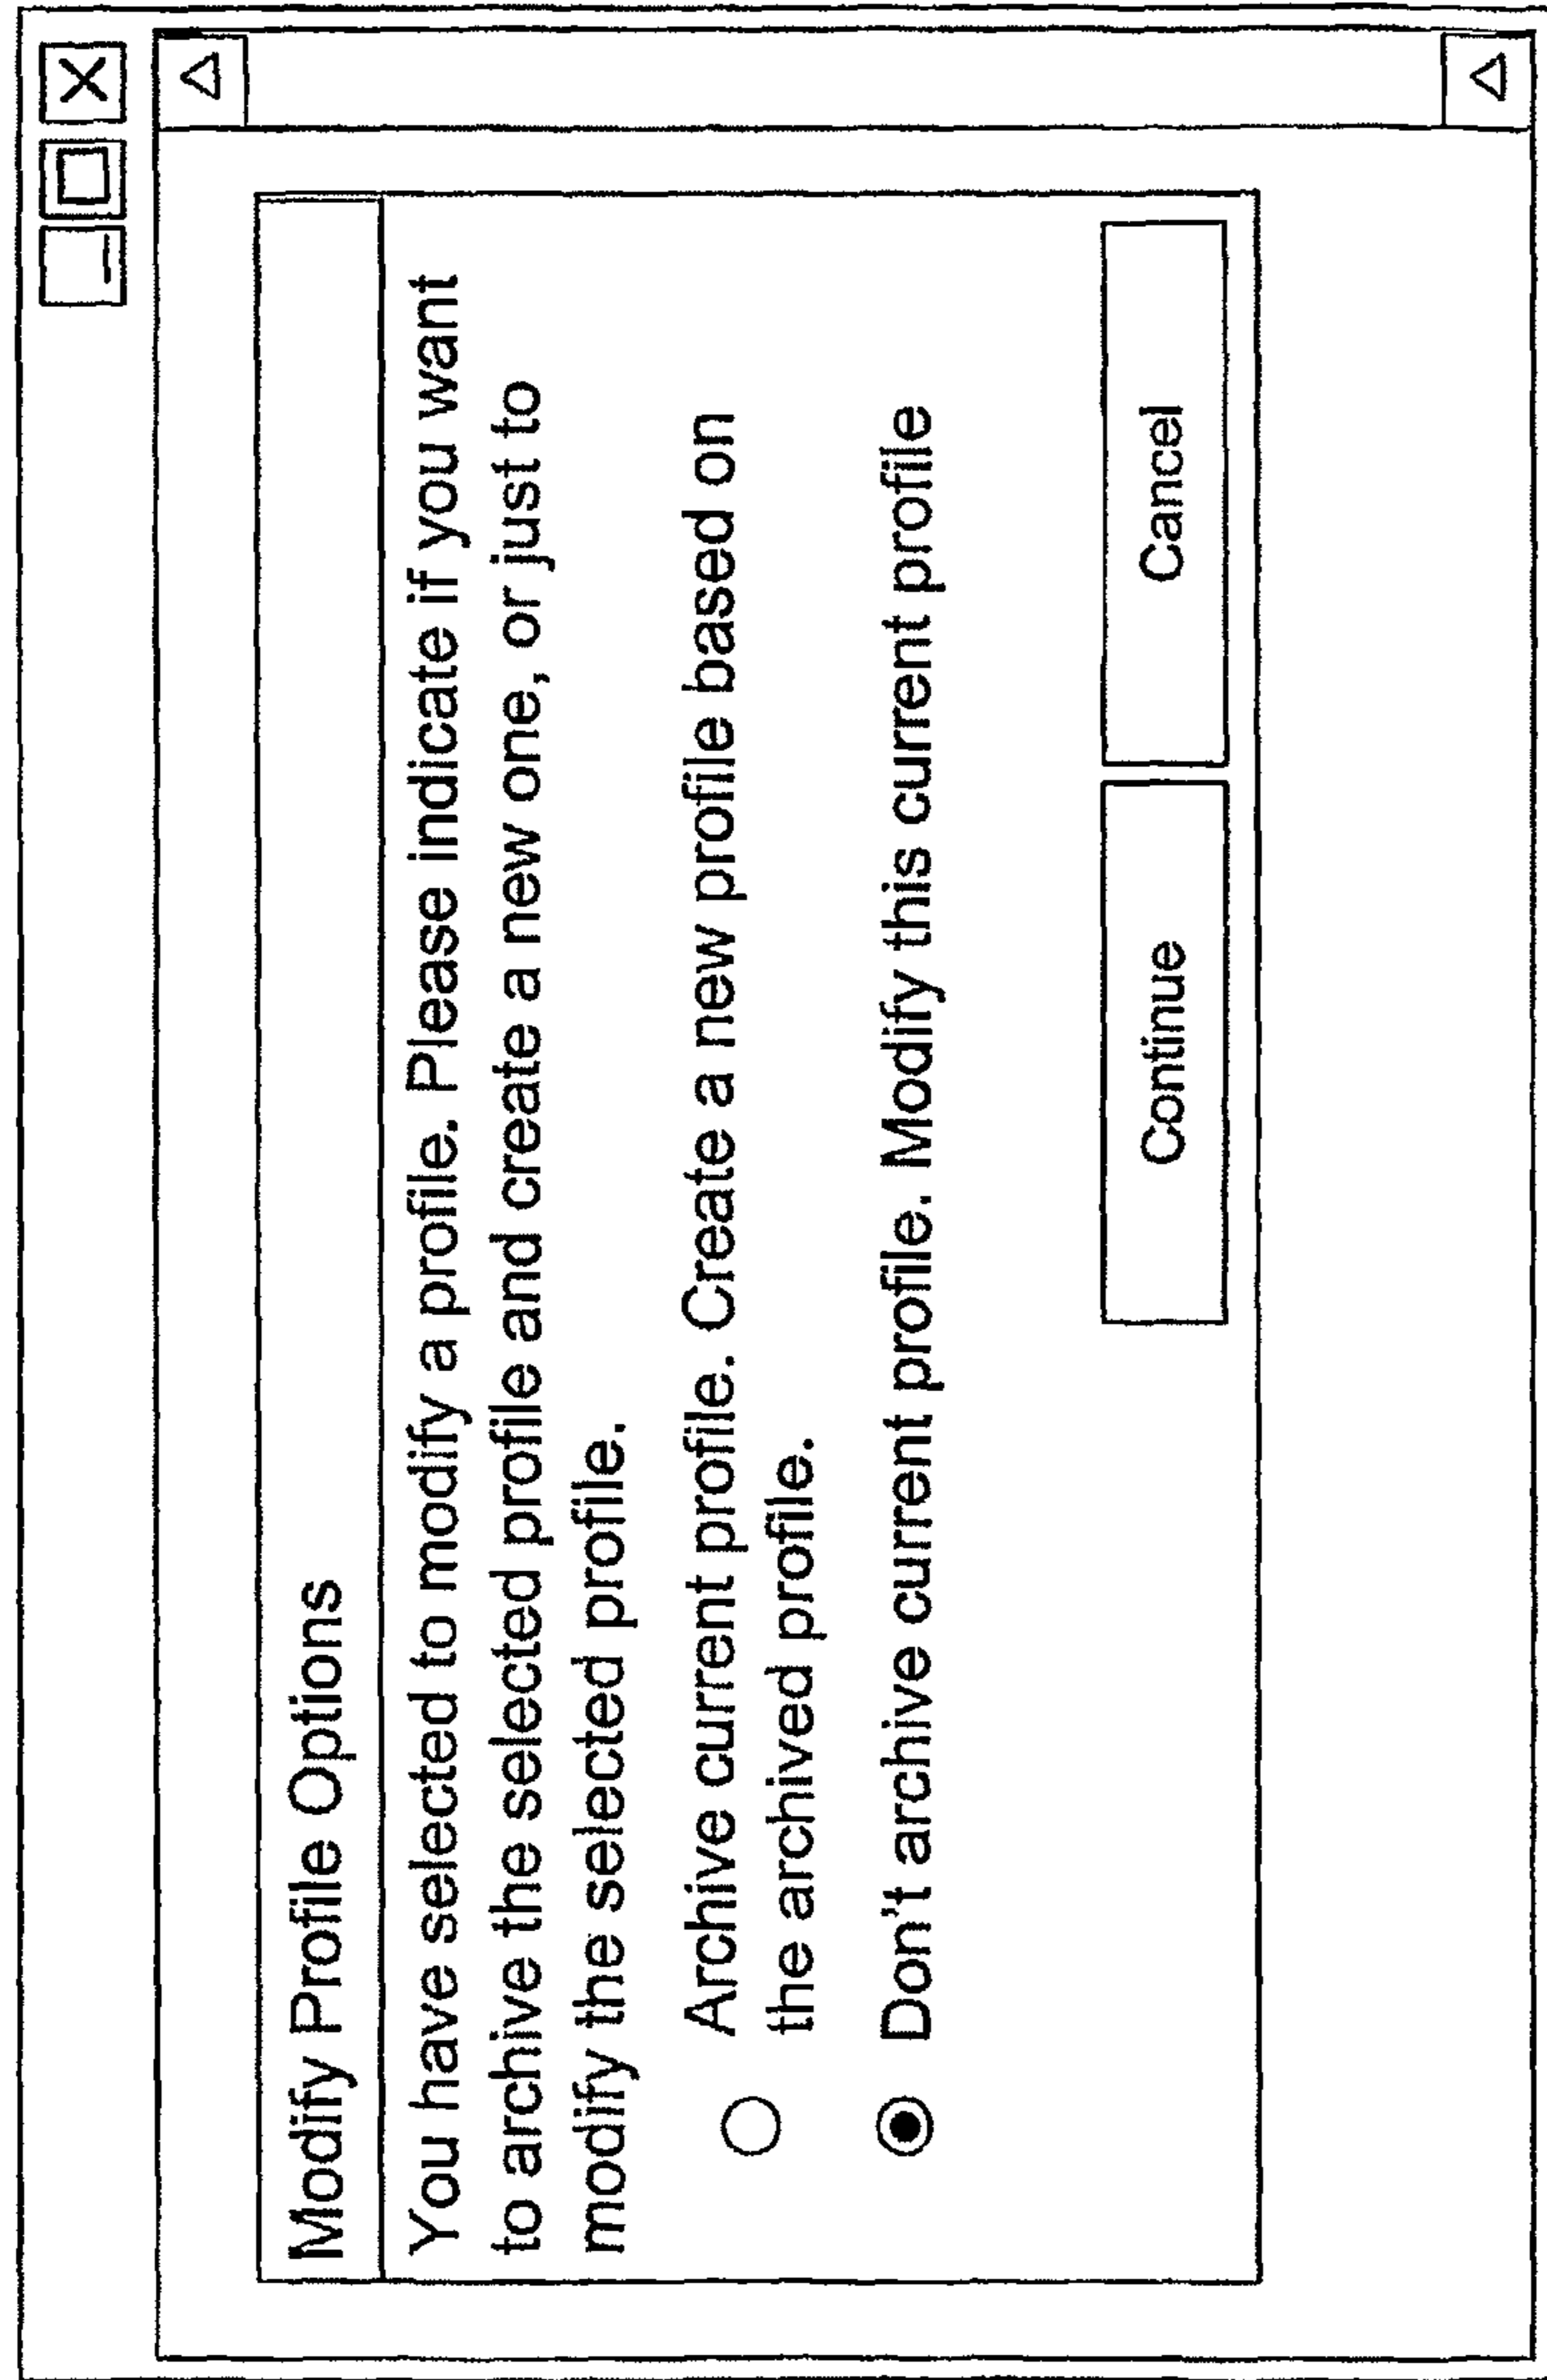 Modify Profile Options
You have selected to modify a profile. Please indicate if you want
to archive the selected profile and create a new one, or just to
modify the selected profile.
Archive current profile. Create a new profile based on
the archived profile.
Don't archive current profile. Modify this current profile
Continue
Cancel